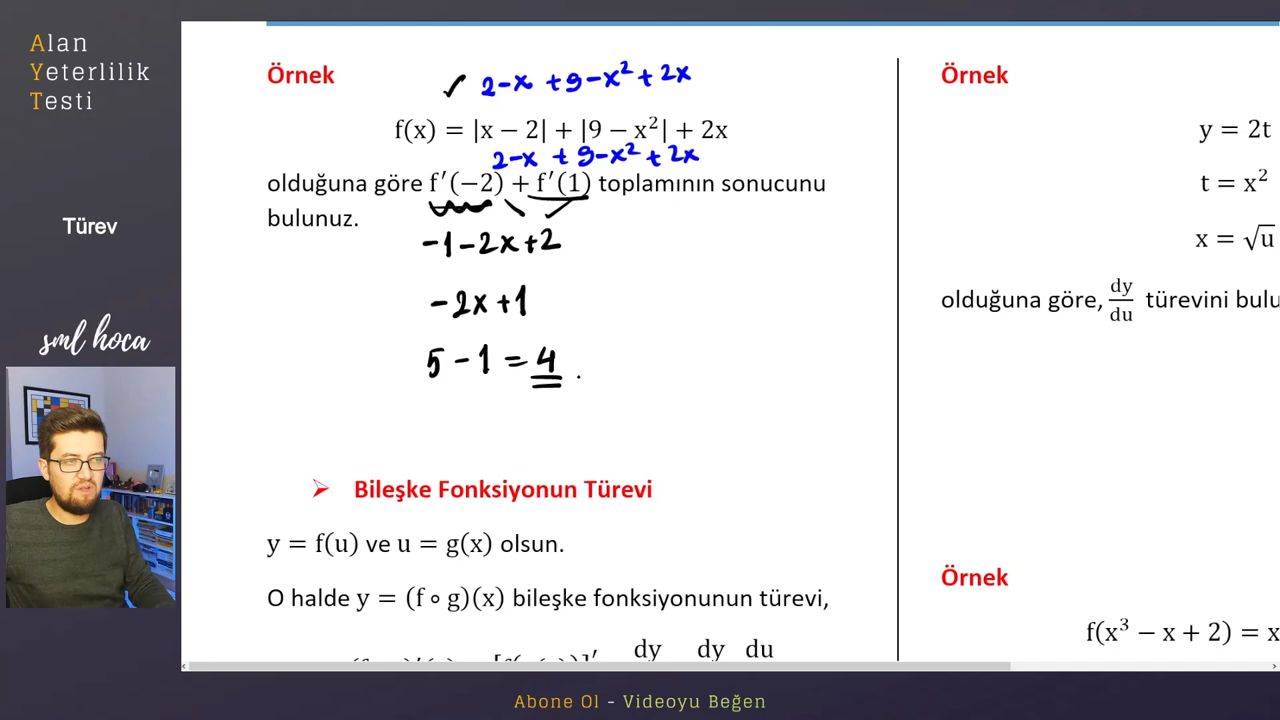 Alan
Yeterlilik
Testi
Türev
sml hoca
Örnek
✓ 2-x +9-x² + 2x
f(x) = |x − 2| + |9 − x²| + 2x
2-x + 9-x² + 2x
olduğuna göre f′(−2) + f′(1) toplamının sonucunu
bulunuz.
-1-2x+2
-2x+1
5-1=4
➢ Bileşke Fonksiyonun Türevi
y = f(u) ve u = g(x) olsun.
O halde y = (f ∘ g)(x) bileşke fonksiyonunun türevi,
dy dy du
Örnek
y = 2t
t = x²
x = √u
olduğuna göre, dy/du türevini bulu
Örnek
f(x³ − x + 2) = x
Abone Ol - Videoyu Beğen